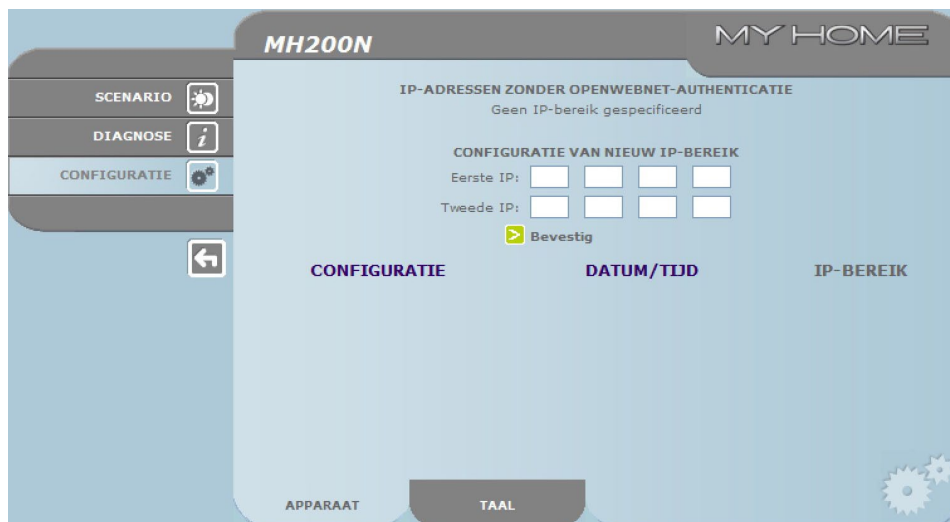 MH200N
MY HOME
SCENARIO
DIAGNOSE
CONFIGURATIE
IP-ADRESSEN ZONDER OPENWEBNET-AUTHENTICATIE
Geen IP-bereik gespecificeerd
CONFIGURATIE VAN NIEUW IP-BEREIK
Eerste IP:
Tweede IP:
> Bevestig
CONFIGURATIE DATUM/TIJD IP-BEREIK
APPARAAT TAAL